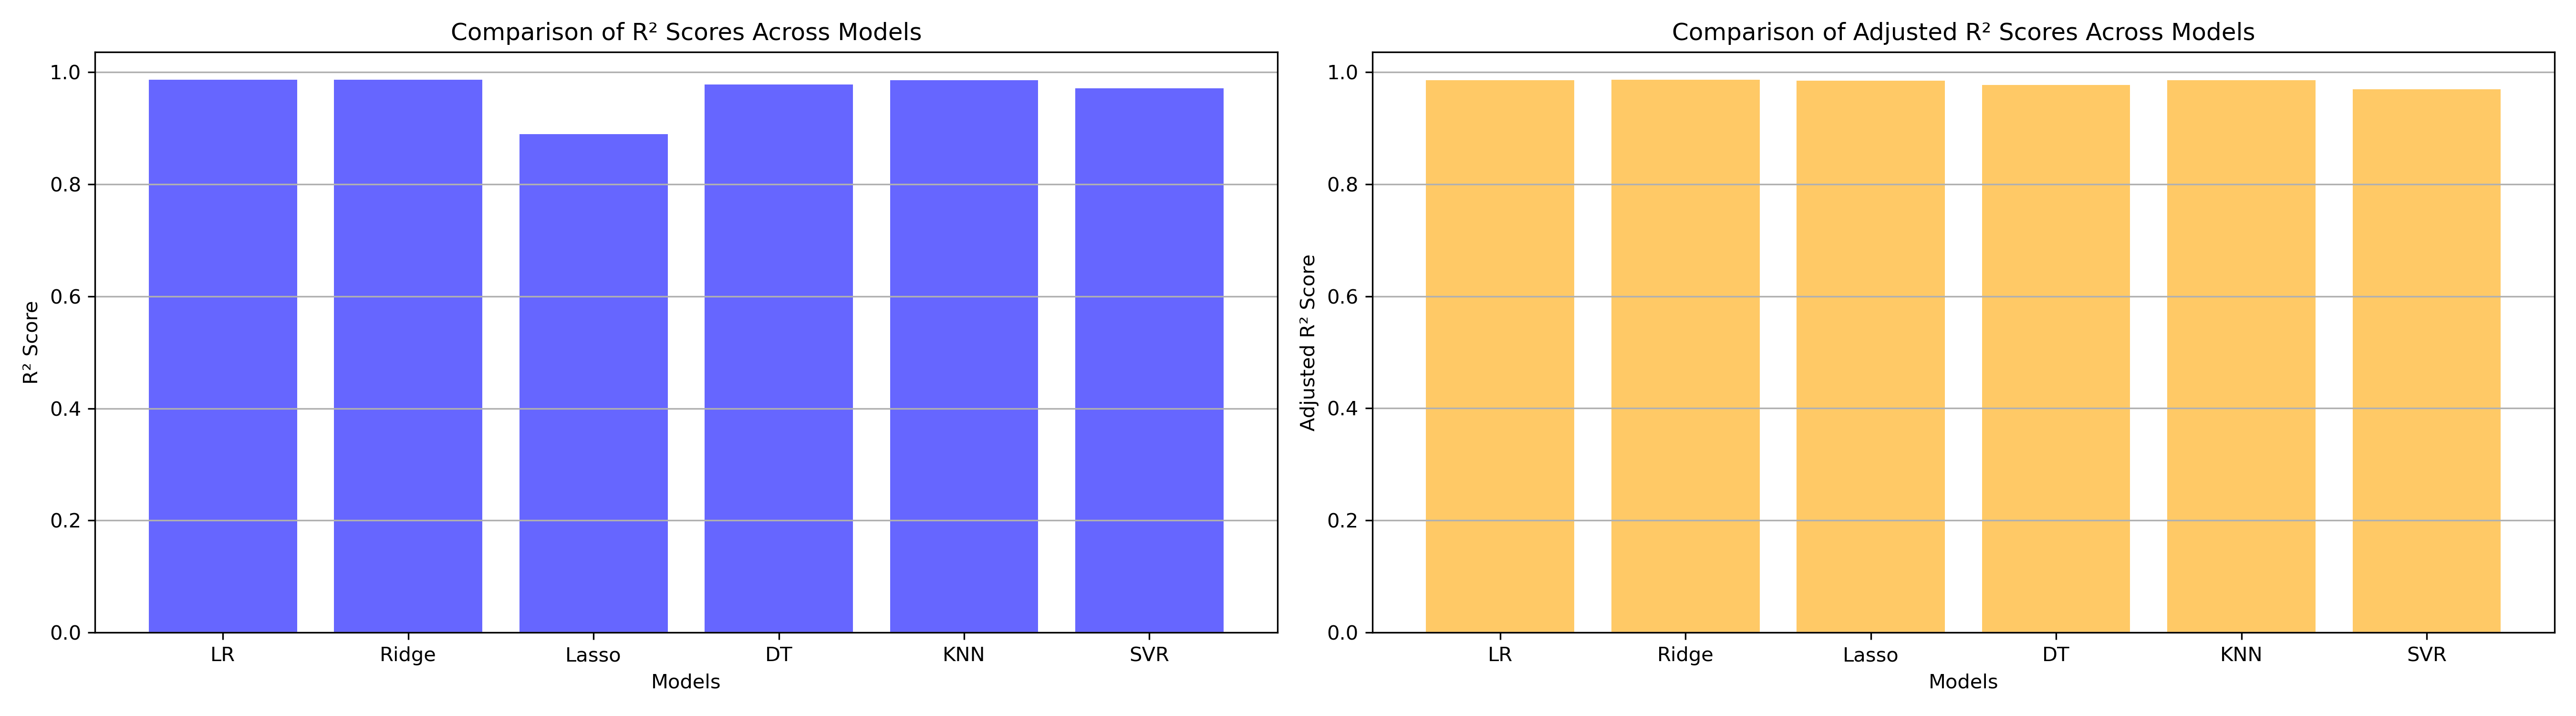 Comparison of R² Scores Across Models
1.0
0.8
0.6
0.4
0.2
0.0
R² Score
LR Ridge Lasso DT KNN SVR
Models
Comparison of Adjusted R² Scores Across Models
1.0
0.8
0.6
0.4
0.2
0.0
Adjusted R² Score
LR Ridge Lasso DT KNN SVR
Models